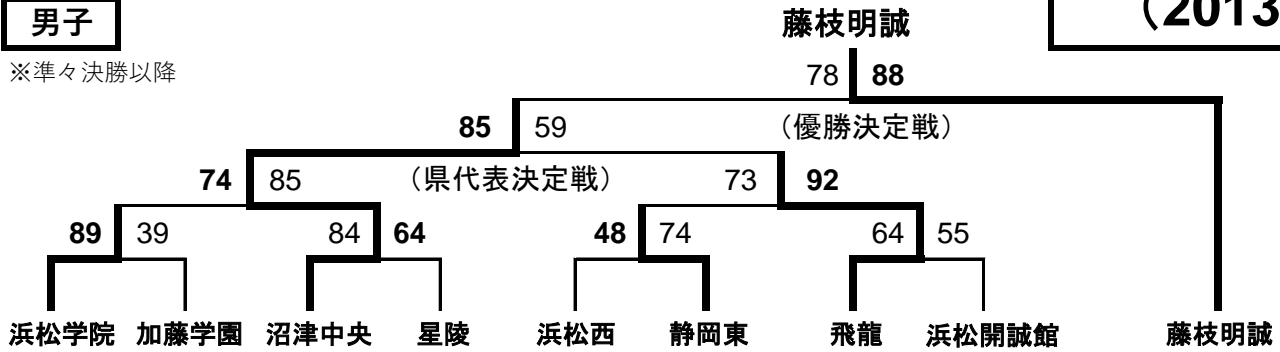 男子
藤枝明誠
（2013
※準々決勝以降
78 88
85 59 （優勝決定戦）
74 85 （県代表決定戦） 73 92
89 39 84 64 48 74 64 55
浜松学院 加藤学園 沼津中央 星陵 浜松西 静岡東 飛龍 浜松開誠館 藤枝明誠